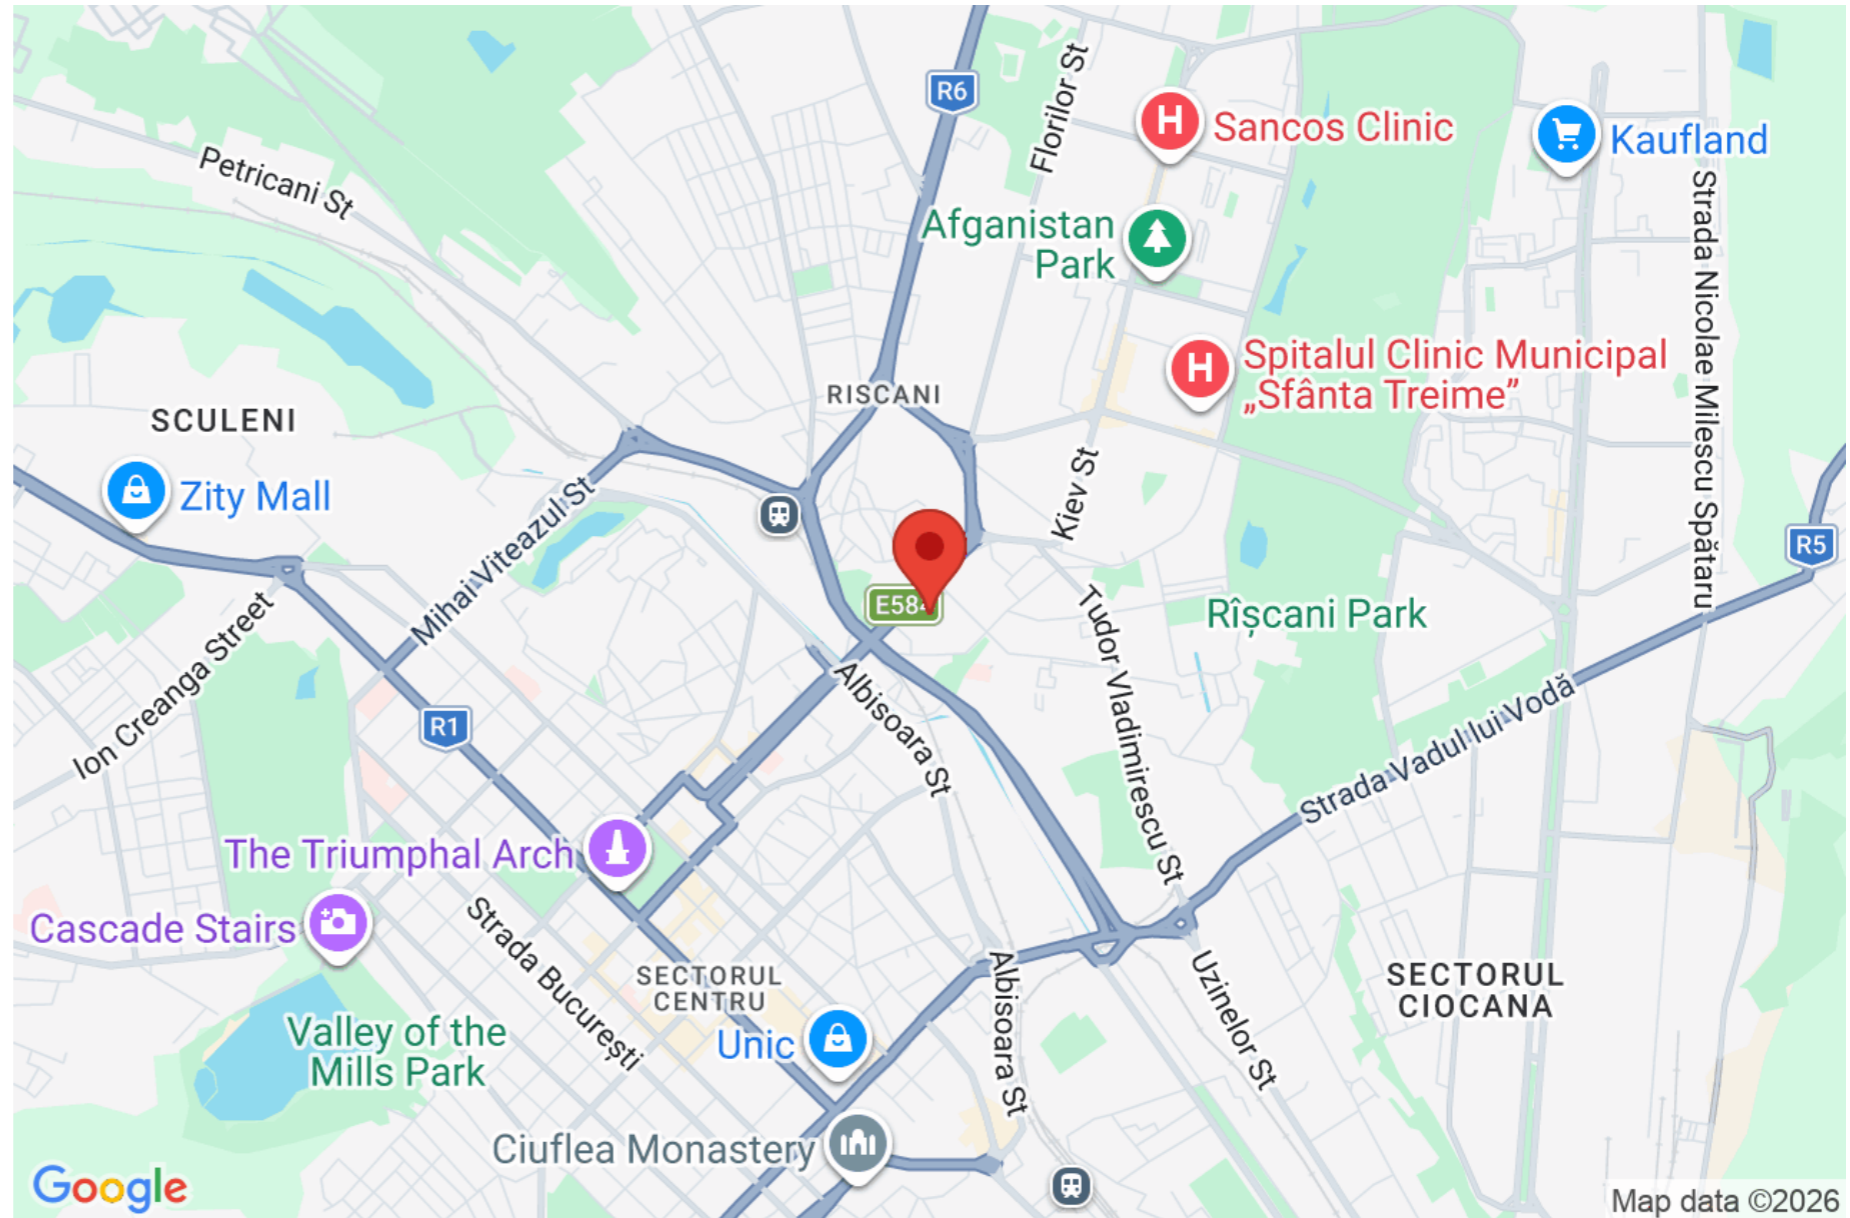 R6
Florilor St
Sancos Clinic
Kaufland
Petricani St
Afganistan
Park
Strada Nicolae Milescu Spătaru
Spitalul Clinic Municipal
„Sfânta Treime”
RISCANI
SCULENI
Zity Mall
Mihai Viteazul St
Kiev St
R5
E584
Ion Creanga Street
Tudor Vladimirescu St
Rîșcani Park
Albisoara St
R1
Strada Vadul lui Vodă
The Triumphal Arch
Cascade Stairs
Strada București
SECTORUL
CENTRU
Albisoara St
Uzinelor St
SECTORUL
CIOCANA
Valley of the
Mills Park
Unic
Ciuflea Monastery
Google
Map data ©2026